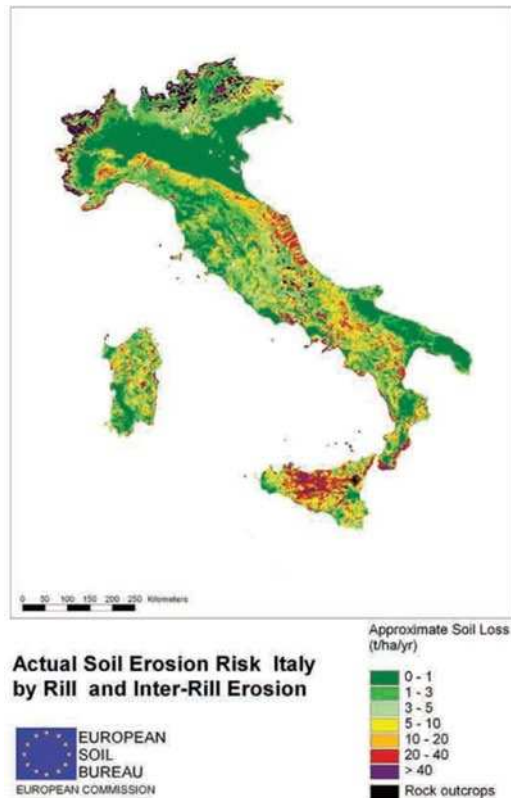 0 50 100 150 200 250 Kilometers
Actual Soil Erosion Risk Italy
by Rill and Inter-Rill Erosion
EUROPEAN
SOIL
BUREAU
EUROPEAN COMMISSION
Approximate Soil Loss
(t/ha/yr)
0 - 1
1 - 3
3 - 5
5 - 10
10 - 20
20 - 40
> 40
Rock outcrops